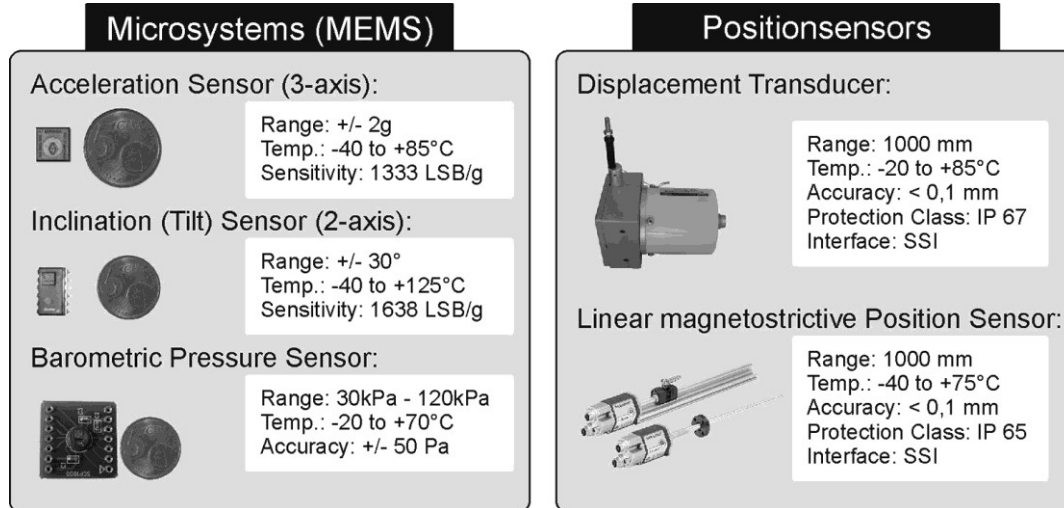 Microsystems (MEMS)
Acceleration Sensor (3-axis):
Range: +/- 2g
Temp.: -40 to +85°C
Sensitivity: 1333 LSB/g
Inclination (Tilt) Sensor (2-axis):
Range: +/- 30°
Temp.: -40 to +125°C
Sensitivity: 1638 LSB/g
Barometric Pressure Sensor:
Range: 30kPa - 120kPa
Temp.: -20 to +70°C
Accuracy: +/- 50 Pa
Positionsensors
Displacement Transducer:
Range: 1000 mm
Temp.: -20 to +85°C
Accuracy: < 0,1 mm
Protection Class: IP 67
Interface: SSI
Linear magnetostrictive Position Sensor:
Range: 1000 mm
Temp.: -40 to +75°C
Accuracy: < 0,1 mm
Protection Class: IP 65
Interface: SSI